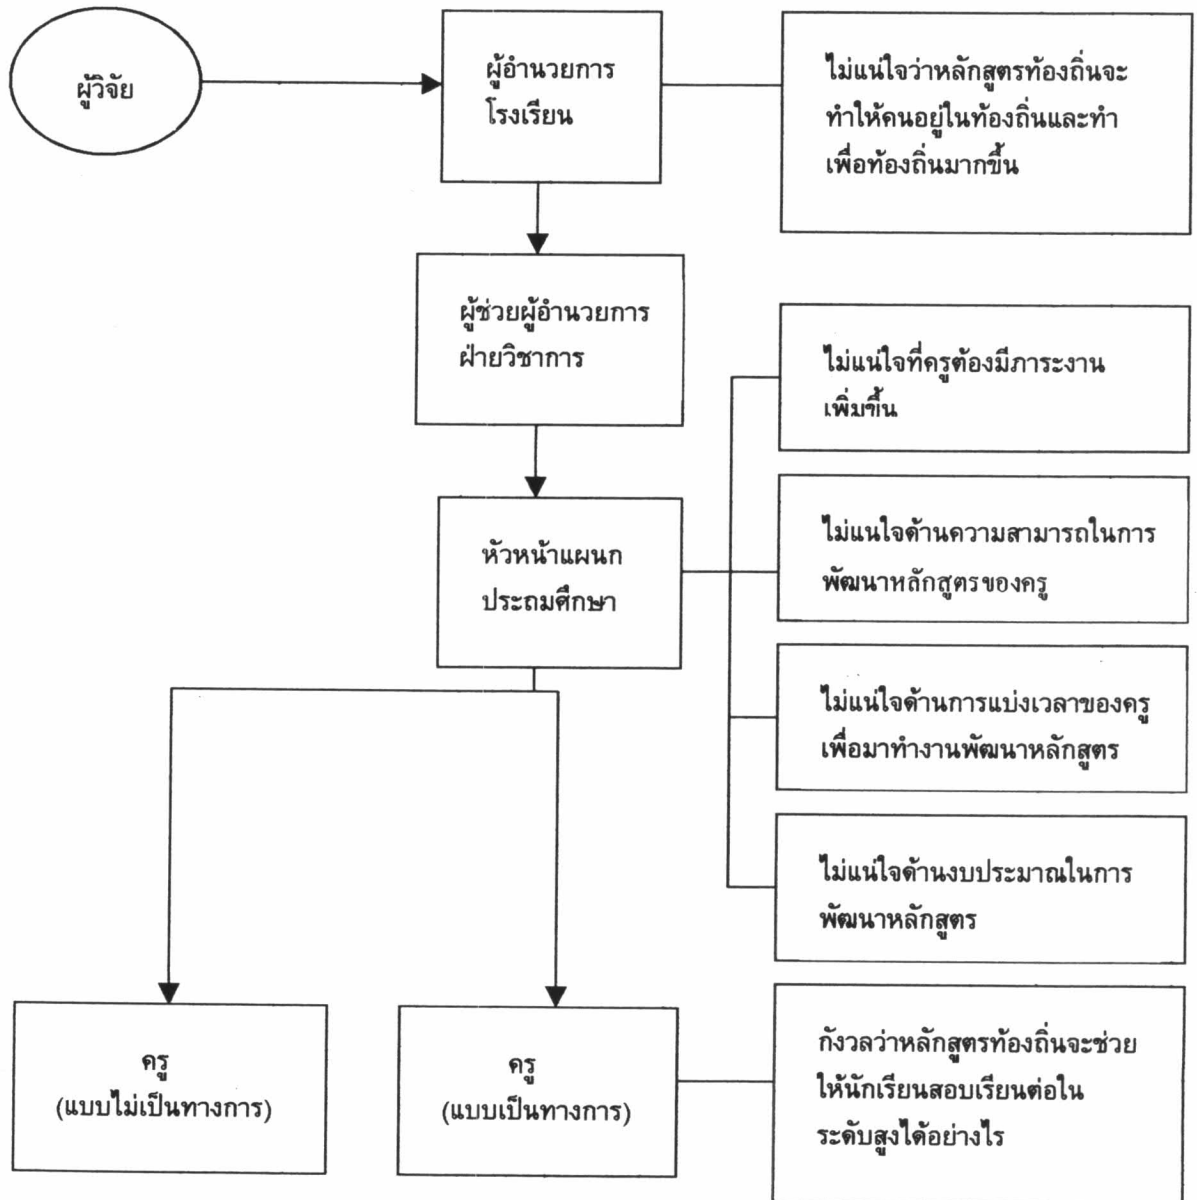 ผู้วิจัย
ผู้อำนวยการ
โรงเรียน
ไม่แน่ใจว่าหลักสูตรท้องถิ่นจะ
ทำให้คนอยู่ในท้องถิ่นและทำ
เพื่อท้องถิ่นมากขึ้น
ผู้ช่วยผู้อำนวยการ
ฝ่ายวิชาการ
ไม่แน่ใจที่ครูต้องมีภาระงาน
เพิ่มขึ้น
หัวหน้าแผนก
ประถมศึกษา
ไม่แน่ใจด้านความสามารถในการ
พัฒนาหลักสูตรของครู
ไม่แน่ใจด้านการแบ่งเวลาของครู
เพื่อมาทำงานพัฒนาหลักสูตร
ไม่แน่ใจด้านงบประมาณในการ
พัฒนาหลักสูตร
ครู
(แบบไม่เป็นทางการ)
ครู
(แบบเป็นทางการ)
กังวลว่าหลักสูตรท้องถิ่นจะช่วย
ให้นักเรียนสอบเรียนต่อใน
ระดับสูงได้อย่างไร